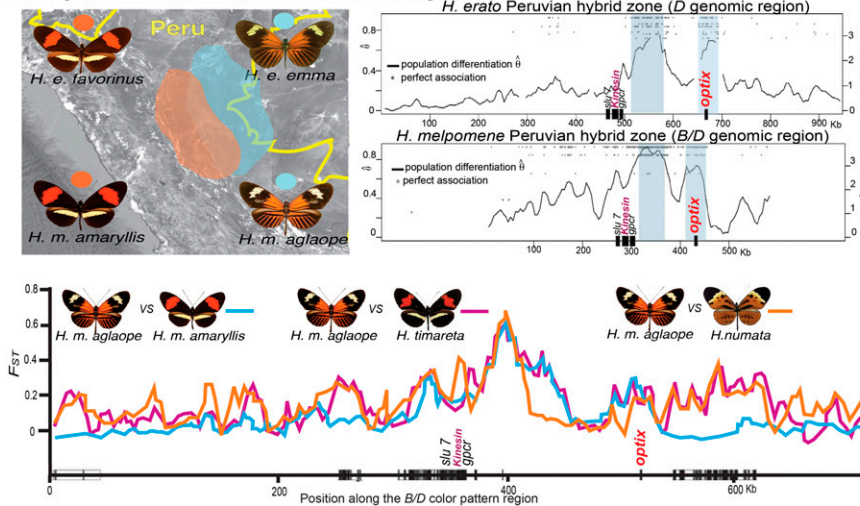 Peru
H. e. favorinus
H. e. emma
H. m. amaryllis
H. m. aglaope
H. erato Peruvian hybrid zone (D genomic region)
0.8
0.4
0
θ̂
population differentiation θ̂
perfect association
slu 7
Kinesin
gpcr
optix
3
2
1
0
100 200 300 400 500 600 700 800 900 Kb
H. melpomene Peruvian hybrid zone (B/D genomic region)
0.8
0.4
0
population differentiation θ̂
perfect association
slu 7
Kinesin
gpcr
optix
3
2
1
0
100 200 300 400 500 Kb
FST
0.8
0.6
0.4
0.2
0
vs
H. m. aglaope H. m. amaryllis
vs
H. m. aglaope H. timareta
vs
H. m. aglaope H.numata
slu 7
Kinesin
gpcr
optix
0 200 400 600 Kb
Position along the B/D color pattern region